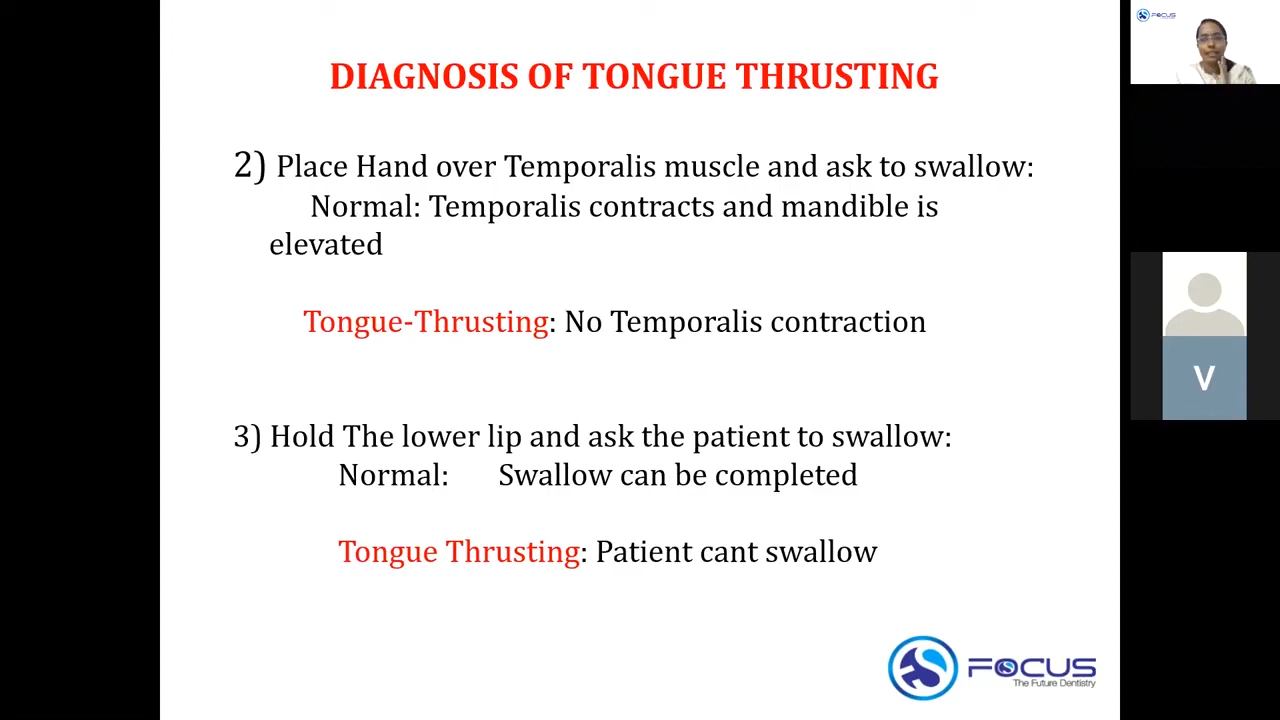 DIAGNOSIS OF TONGUE THRUSTING
2) Place Hand over Temporalis muscle and ask to swallow:
Normal: Temporalis contracts and mandible is
elevated
Tongue-Thrusting: No Temporalis contraction
3) Hold The lower lip and ask the patient to swallow:
Normal: Swallow can be completed
Tongue Thrusting: Patient cant swallow
FOCUS
The Future Dentistry
FOCUS
V